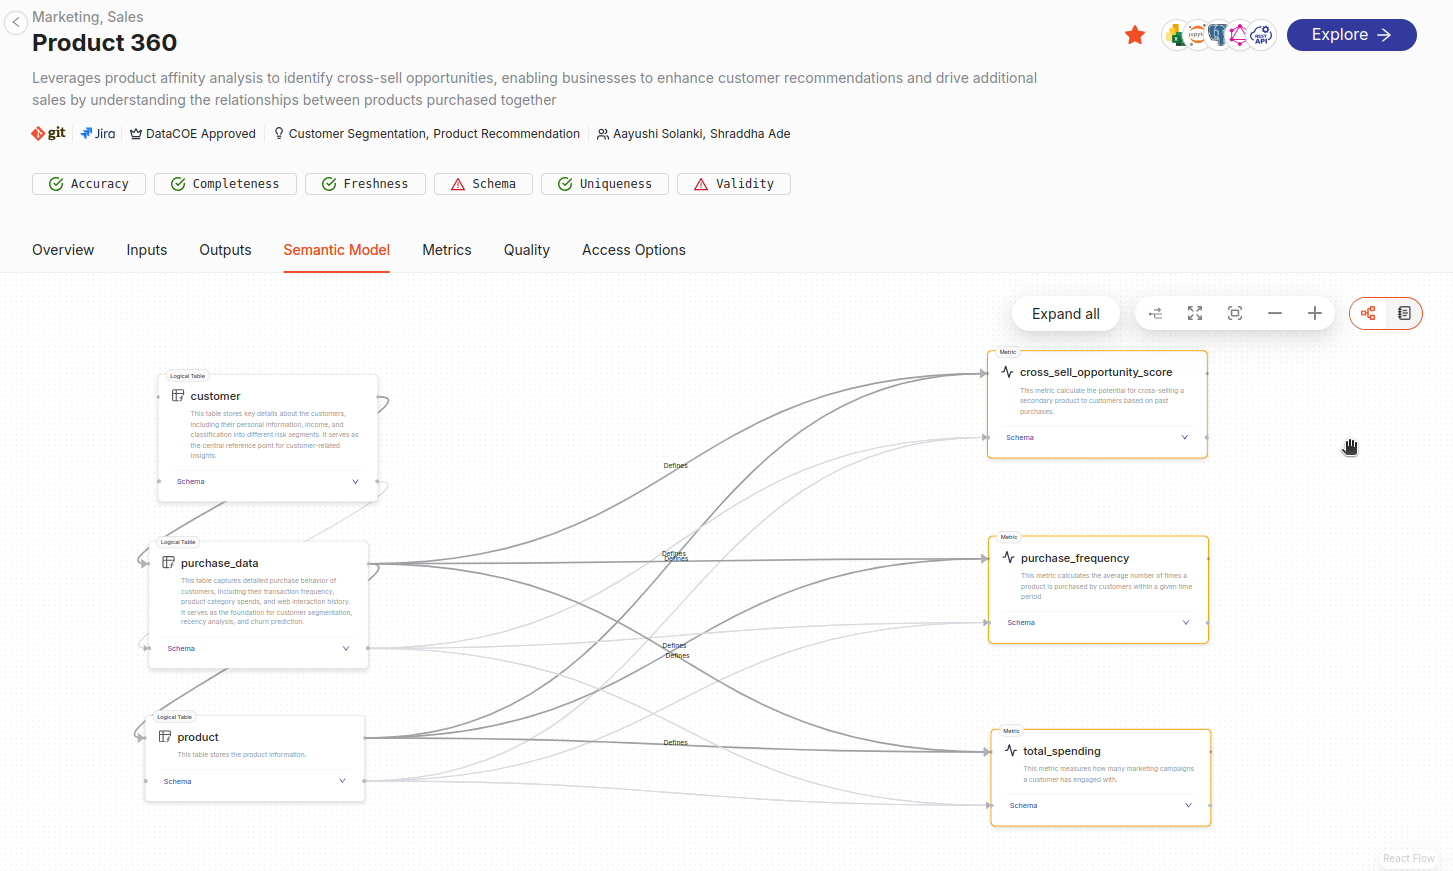 Marketing, Sales
Product 360
Explore
Leverages product affinity analysis to identify cross-sell opportunities, enabling businesses to enhance customer recommendations and drive additional
sales by understanding the relationships between products purchased together
git Jira DataCOE Approved Customer Segmentation, Product Recommendation Aayushi Solanki, Shraddha Ade
Accuracy Completeness Freshness Schema Uniqueness Validity
Overview Inputs Outputs Semantic Model Metrics Quality Access Options
Expand all
Logical Table
customer
This table stores key details about the customers,
including their personal information, income, and
classification into different risk segments. It serves as
the central reference point for customer-related
insights.
Schema
Logical Table
purchase_data
This table captures detailed purchase behavior of
customers, including their transaction frequency,
product category spends, and web interaction history.
It serves as the foundation for customer segmentation,
recency analysis, and churn prediction.
Schema
Logical Table
product
This table stores the product information.
Schema
Defines
Defines
Defines
Defines
Defines
Defines
Metric
cross_sell_opportunity_score
This metric calculate the potential for cross-selling a
secondary product to customers based on past
purchases.
Schema
Metric
purchase_frequency
This metric calculates the average number of times a
product is purchased by customers within a given time
period
Schema
Metric
total_spending
This metric measures how many marketing campaigns
a customer has engaged with.
Schema
React Flow